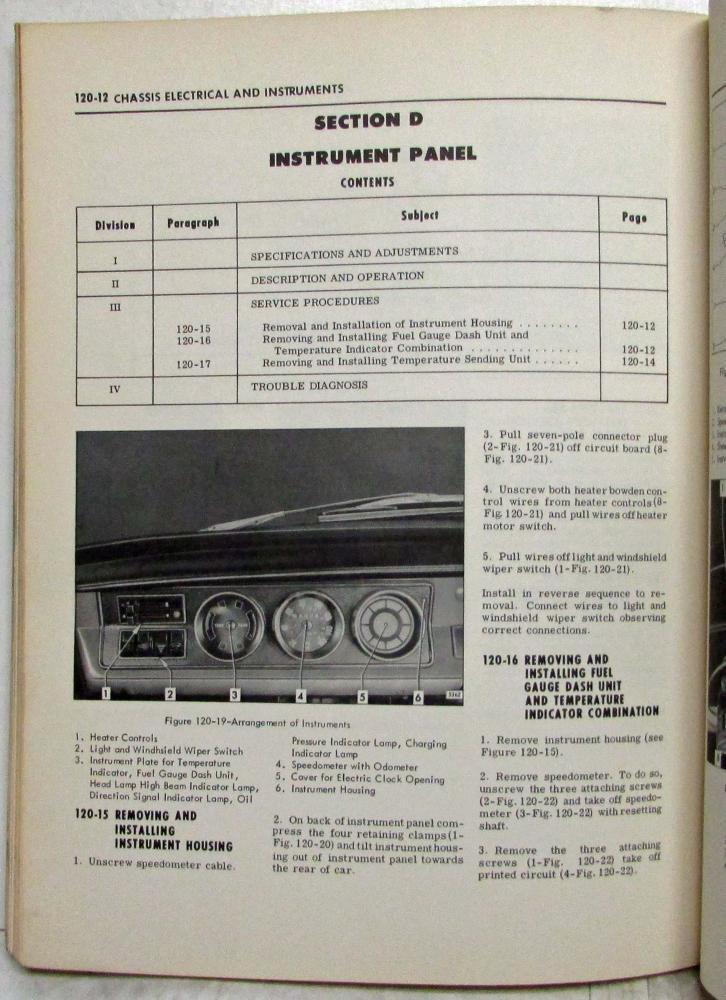 120-12 CHASSIS ELECTRICAL AND INSTRUMENTS
SECTION D
INSTRUMENT PANEL
CONTENTS
Division Paragraph Subject Page
I SPECIFICATIONS AND ADJUSTMENTS
II DESCRIPTION AND OPERATION
III SERVICE PROCEDURES
120-15 Removal and Installation of Instrument Housing . . . . . . . . 120-12
120-16 Removing and Installing Fuel Gauge Dash Unit and
Temperature Indicator Combination . . . . . . . . . . . . . . 120-12
120-17 Removing and Installing Temperature Sending Unit . . . . . . 120-14
IV TROUBLE DIAGNOSIS
1 2 3 4 5 6
Figure 120-19-Arrangement of Instruments
1. Heater Controls
2. Light and Windhield Wiper Switch
3. Instrument Plate for Temperature
Indicator, Fuel Gauge Dash Unit,
Head Lamp High Beam Indicator Lamp,
Direction Signal Indicator Lamp, Oil
Pressure Indicator Lamp, Charging
Indicator Lamp
4. Speedometer with Odometer
5. Cover for Electric Clock Opening
6. Instrument Housing
120-15 REMOVING AND
INSTALLING
INSTRUMENT HOUSING
1. Unscrew speedometer cable.
2. On back of instrument panel com-
press the four retaining clamps (1-
Fig. 120-20) and tilt instrument hous-
ing out of instrument panel towards
the rear of car.
3. Pull seven-pole connector plug
(2-Fig. 120-21) off circuit board (8-
Fig. 120-21).
4. Unscrew both heater bowden con-
trol wires from heater controls (8-
Fig. 120-21) and pull wires off heater
motor switch.
5. Pull wires off light and windshield
wiper switch (1-Fig. 120-21).
Install in reverse sequence to re-
moval. Connect wires to light and
windshield wiper switch observing
correct connections.
120-16 REMOVING AND
INSTALLING FUEL
GAUGE DASH UNIT
AND TEMPERATURE
INDICATOR COMBINATION
1. Remove instrument housing (see
Figure 120-15).
2. Remove speedometer. To do so,
unscrew the three attaching screws
(2-Fig. 120-22) and take off speedo-
meter (3-Fig. 120-22) with resetting
shaft.
3. Remove the three attaching
screws (1-Fig. 120-22) take off
printed circuit (4-Fig. 120-22).